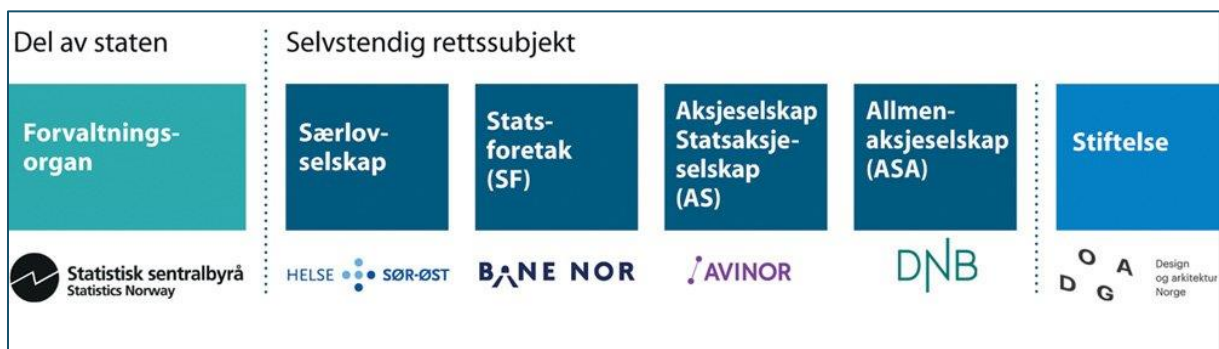 Del av staten
Selvstendig rettssubjekt
Forvaltnings-
organ
Særlov-
selskap
Stats-
foretak
(SF)
Aksjeselskap
Statsaksje-
selskap
(AS)
Allmen-
aksjeselskap
(ASA)
Stiftelse
Statistisk sentralbyrå
Statistics Norway
HELSE SØR-ØST
BANE NOR
AVINOR
DNB
DOGA
Design
og arkitektur
Norge